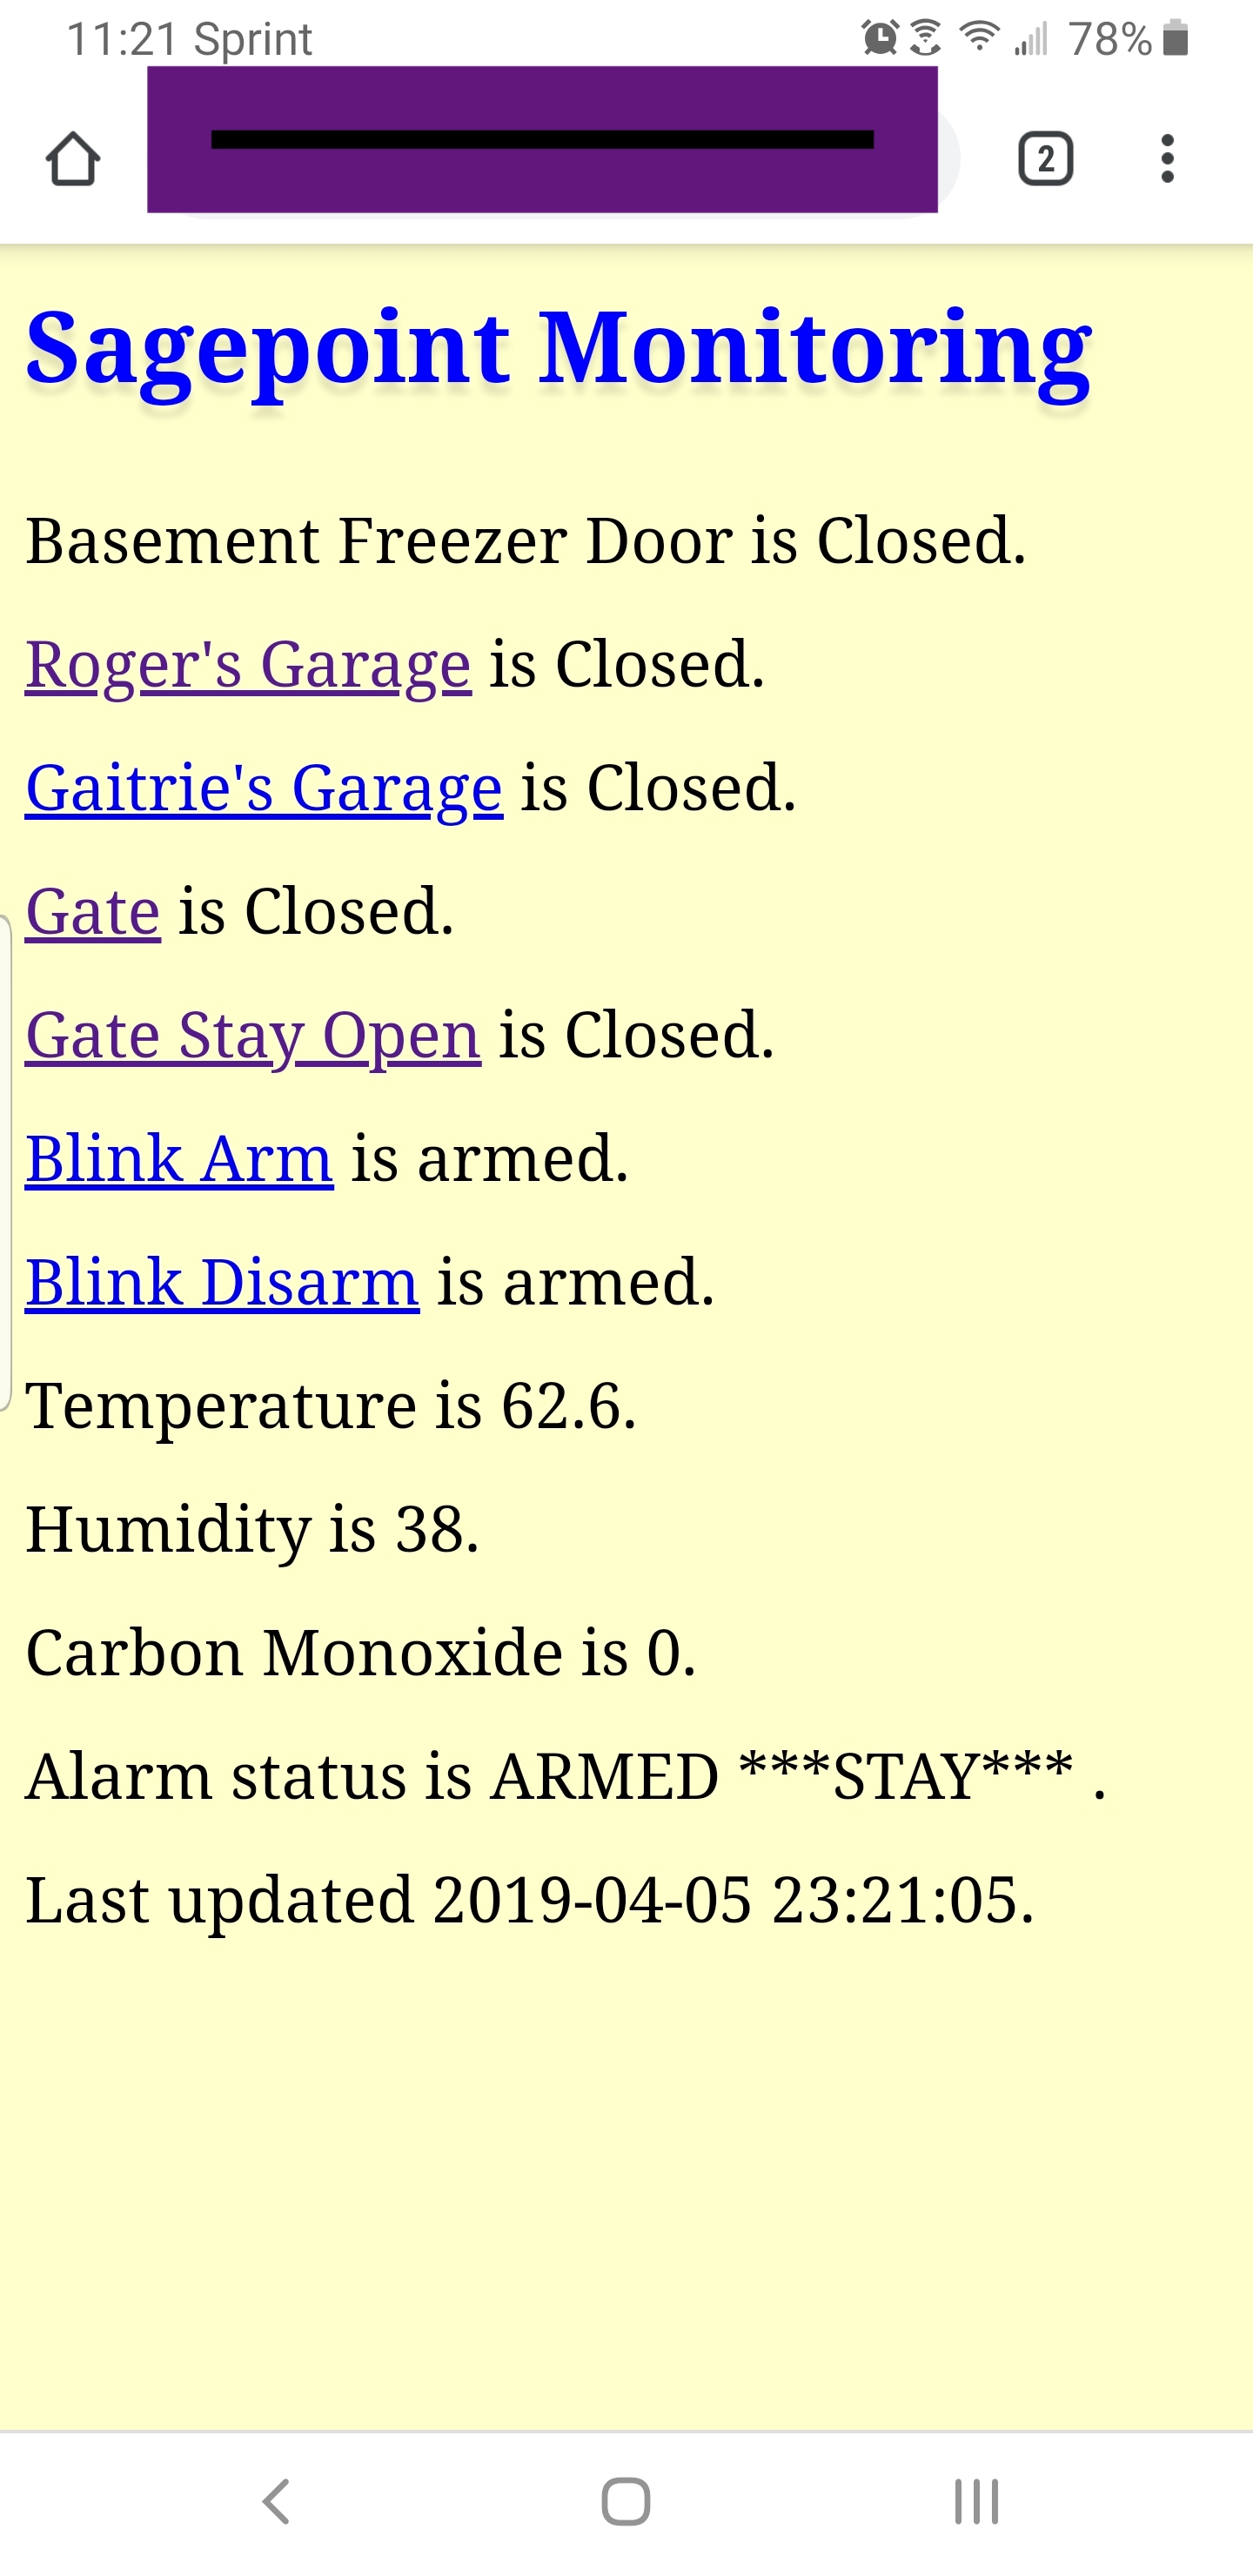 11:21 Sprint 78%
2
Sagepoint Monitoring
Basement Freezer Door is Closed.
Roger's Garage is Closed.
Gaitrie's Garage is Closed.
Gate is Closed.
Gate Stay Open is Closed.
Blink Arm is armed.
Blink Disarm is armed.
Temperature is 62.6.
Humidity is 38.
Carbon Monoxide is 0.
Alarm status is ARMED ***STAY*** .
Last updated 2019-04-05 23:21:05.